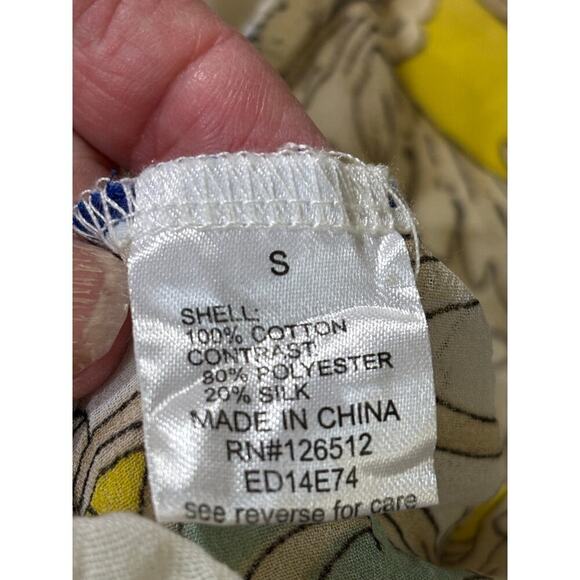 S
SHELL:
100% COTTON
CONTRAST
80% POLYESTER
20% SILK
MADE IN CHINA
RN#126512
ED14E74
see reverse for care